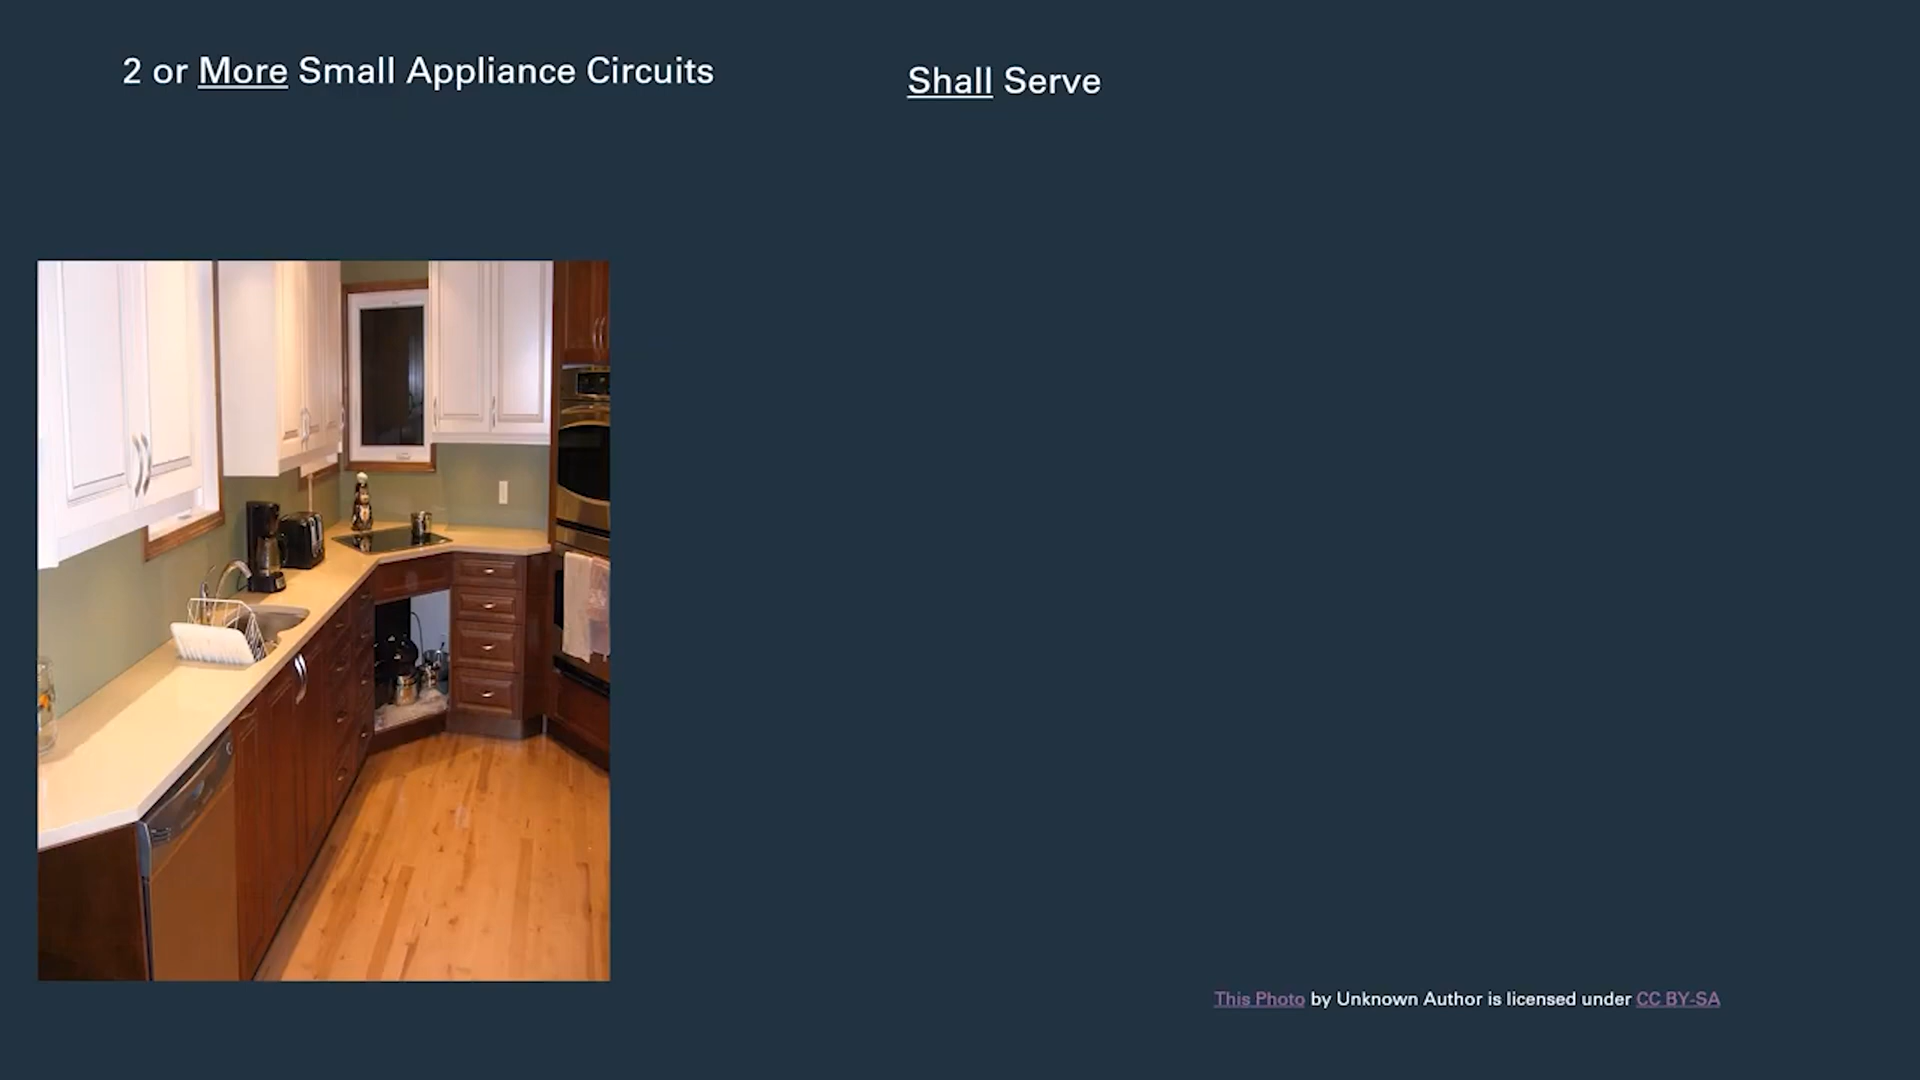 2 or More Small Appliance Circuits
Shall Serve
This Photo by Unknown Author is licensed under CC BY-SA